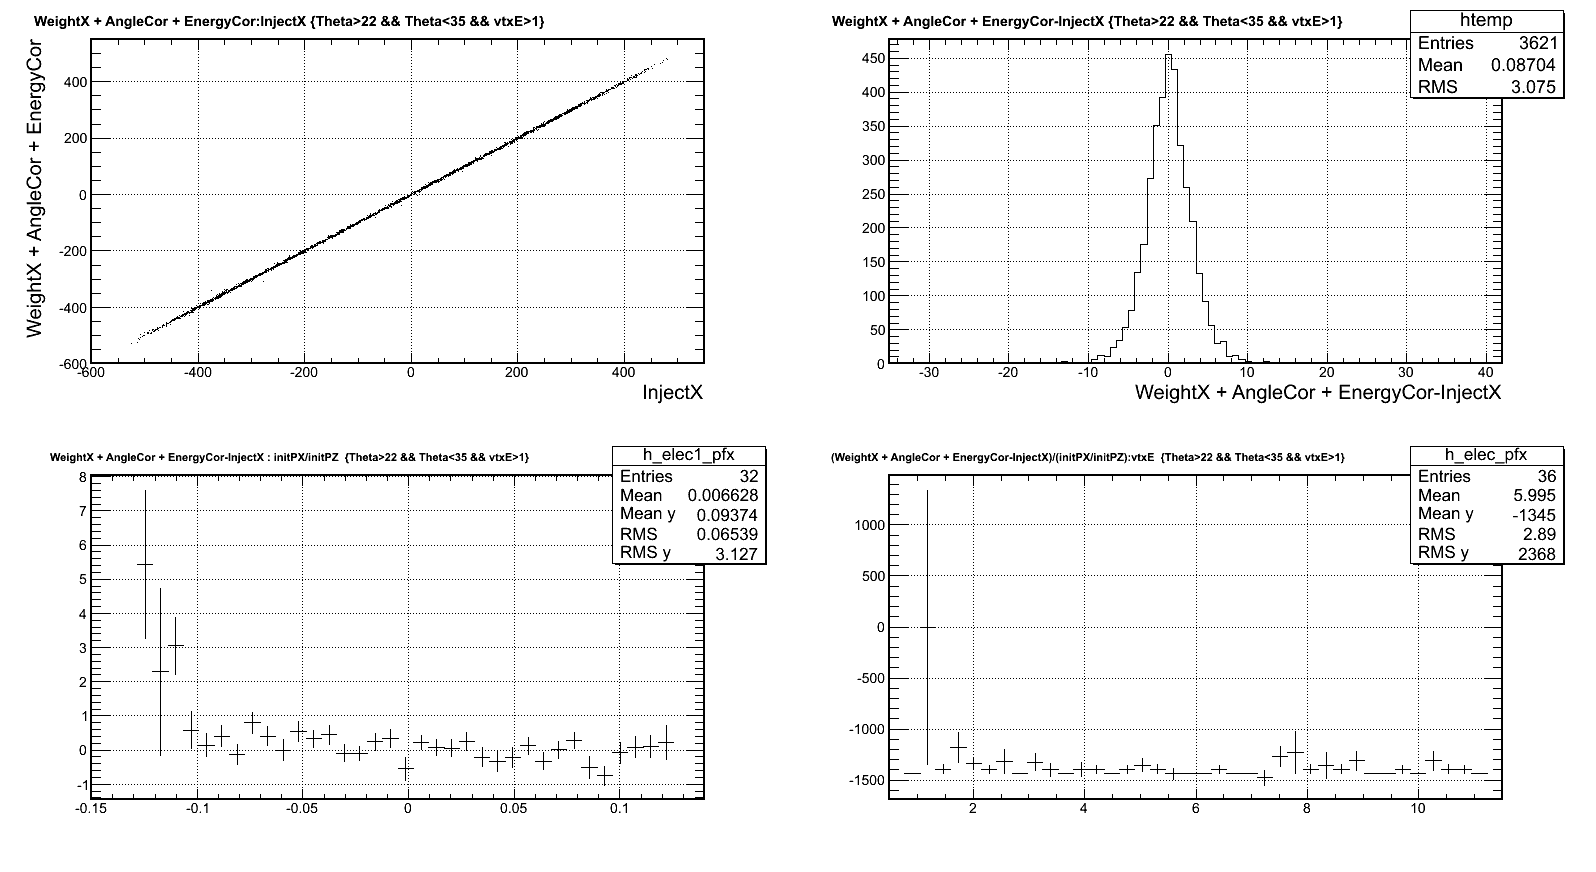 WeightX + AngleCor + EnergyCor:InjectX {Theta>22 && Theta<35 && vtxE>1}
WeightX + AngleCor + EnergyCor
400
200
0
-200
-400
-600
-600
-400
-200
0
200
400
InjectX
WeightX + AngleCor + EnergyCor-InjectX {Theta>22 && Theta<35 && vtxE>1}
htemp
Entries 3621
Mean 0.08704
RMS 3.075
450
400
350
300
250
200
150
100
50
0
-30
-20
-10
0
10
20
30
40
WeightX + AngleCor + EnergyCor-InjectX
WeightX + AngleCor + EnergyCor-InjectX : initPX/initPZ {Theta>22 && Theta<35 && vtxE>1}
h_elec1_pfx
Entries 32
Mean 0.006628
Mean y 0.09374
RMS 0.06539
RMS y 3.127
8
7
6
5
4
3
2
1
0
-1
-0.15
-0.1
-0.05
0
0.05
0.1
(WeightX + AngleCor + EnergyCor-InjectX)/(initPX/initPZ):vtxE {Theta>22 && Theta<35 && vtxE>1}
h_elec_pfx
Entries 36
Mean 5.995
Mean y -1345
RMS 2.89
RMS y 2368
1000
500
0
-500
-1000
-1500
2
4
6
8
10